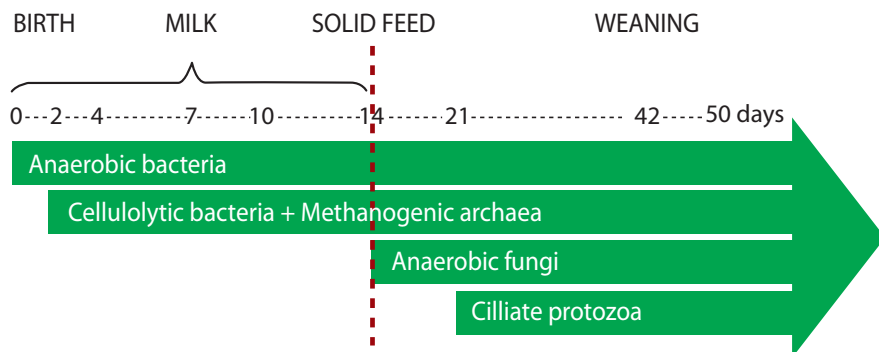 BIRTH MILK SOLID FEED WEANING
0---2---4----------7------10-----------14------21---------------------- 42-----50 days
Anaerobic bacteria
Cellulolytic bacteria + Methanogenic archaea
Anaerobic fungi
Cilliate protozoa